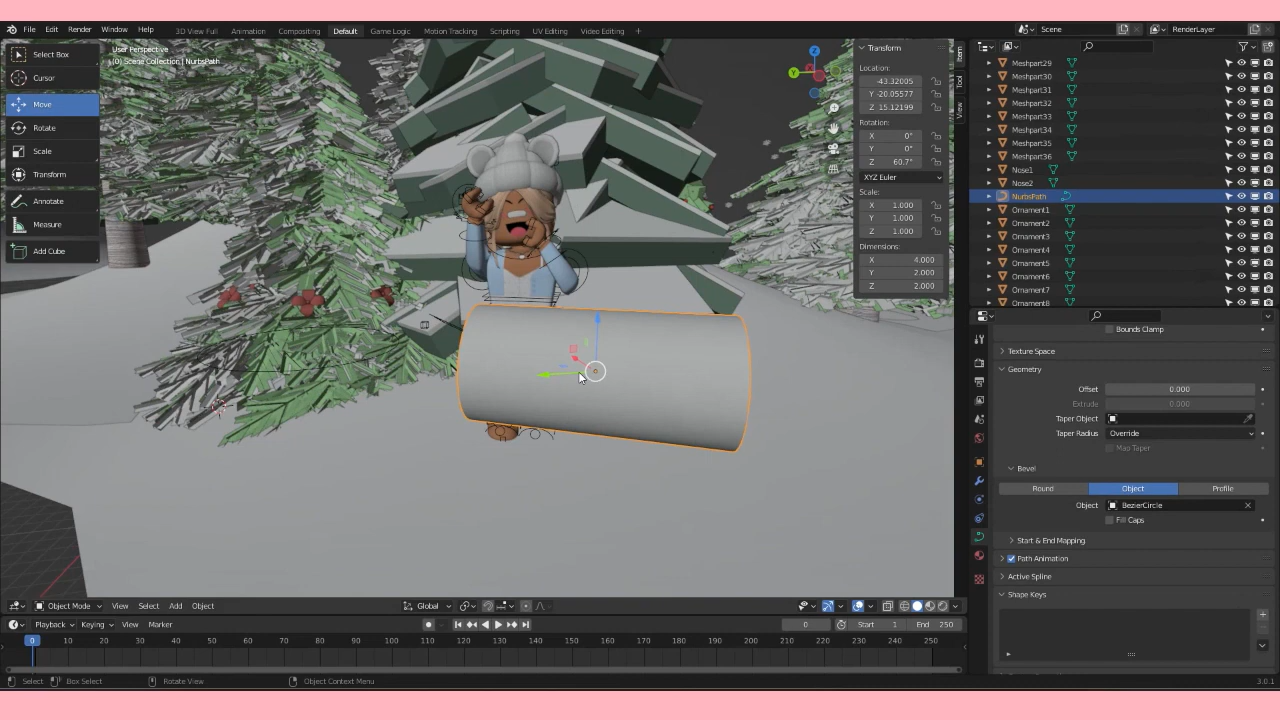 File Edit Render Window Help
3D View Full Animation Compositing Default Game Logic Motion Tracking Scripting UV Editing Video Editing +
Scene RenderLayer
Select Box
Cursor
Move
Rotate
Scale
Transform
Annotate
Measure
Add Cube
User Perspective
(0) Scene Collection | NurbsPath
Z
Y
Transform
Location:
-43.32005
Y -20.05577
Z 15.12199
Rotation:
X 0°
Y 0°
Z 60.7°
XYZ Euler
Scale:
X 1.000
Y 1.000
Z 1.000
Dimensions:
X 4.000
Y 2.000
Z 2.000
Item
Tool
View
Meshpart29
Meshpart30
Meshpart31
Meshpart32
Meshpart33
Meshpart34
Meshpart35
Meshpart36
Nose1
Nose2
NurbsPath
Ornament1
Ornament2
Ornament3
Ornament4
Ornament5
Ornament6
Ornament7
Ornament8
Bounds Clamp
Texture Space
Geometry
Offset 0.000
Extrude 0.000
Taper Object
Taper Radius Override
Map Taper
Bevel
Round Object Profile
Object BezierCircle
Fill Caps
Start & End Mapping
Path Animation
Active Spline
Shape Keys
Object Mode View Select Add Object Global
Playback Keying View Marker 0 Start 1 End 250
0 10 20 30 40 50 60 70 80 90 100 110 120 130 140 150 160 170 180 190 200 210 220 230 240 250
Select Box Select Rotate View Object Context Menu 3.0.1